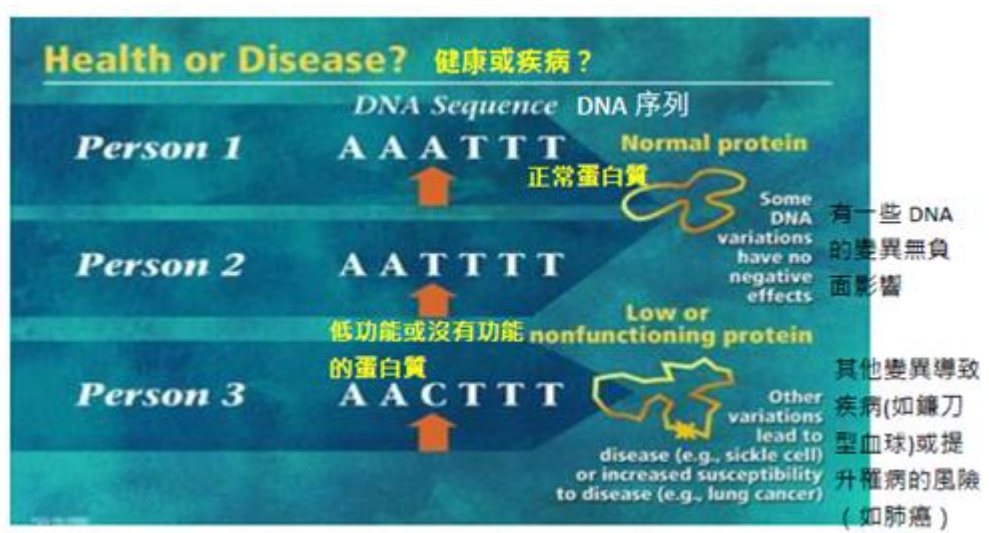 Health or Disease? 健康或疾病？
DNA Sequence DNA 序列
Person 1 A A A T T T
Normal protein
正常蛋白質
Some
DNA
variations
have no
negative
effects
有一些 DNA
的變異無負
面影響
Person 2 A A T T T T
Low or
nonfunctioning protein
低功能或沒有功能
的蛋白質
Person 3 A A C T T T
Other
variations
lead to
disease (e.g., sickle cell)
or increased susceptibility
to disease (e.g., lung cancer)
其他變異導致
疾病(如鐮刀
型血球)或提
升罹病的風險
（如肺癌）